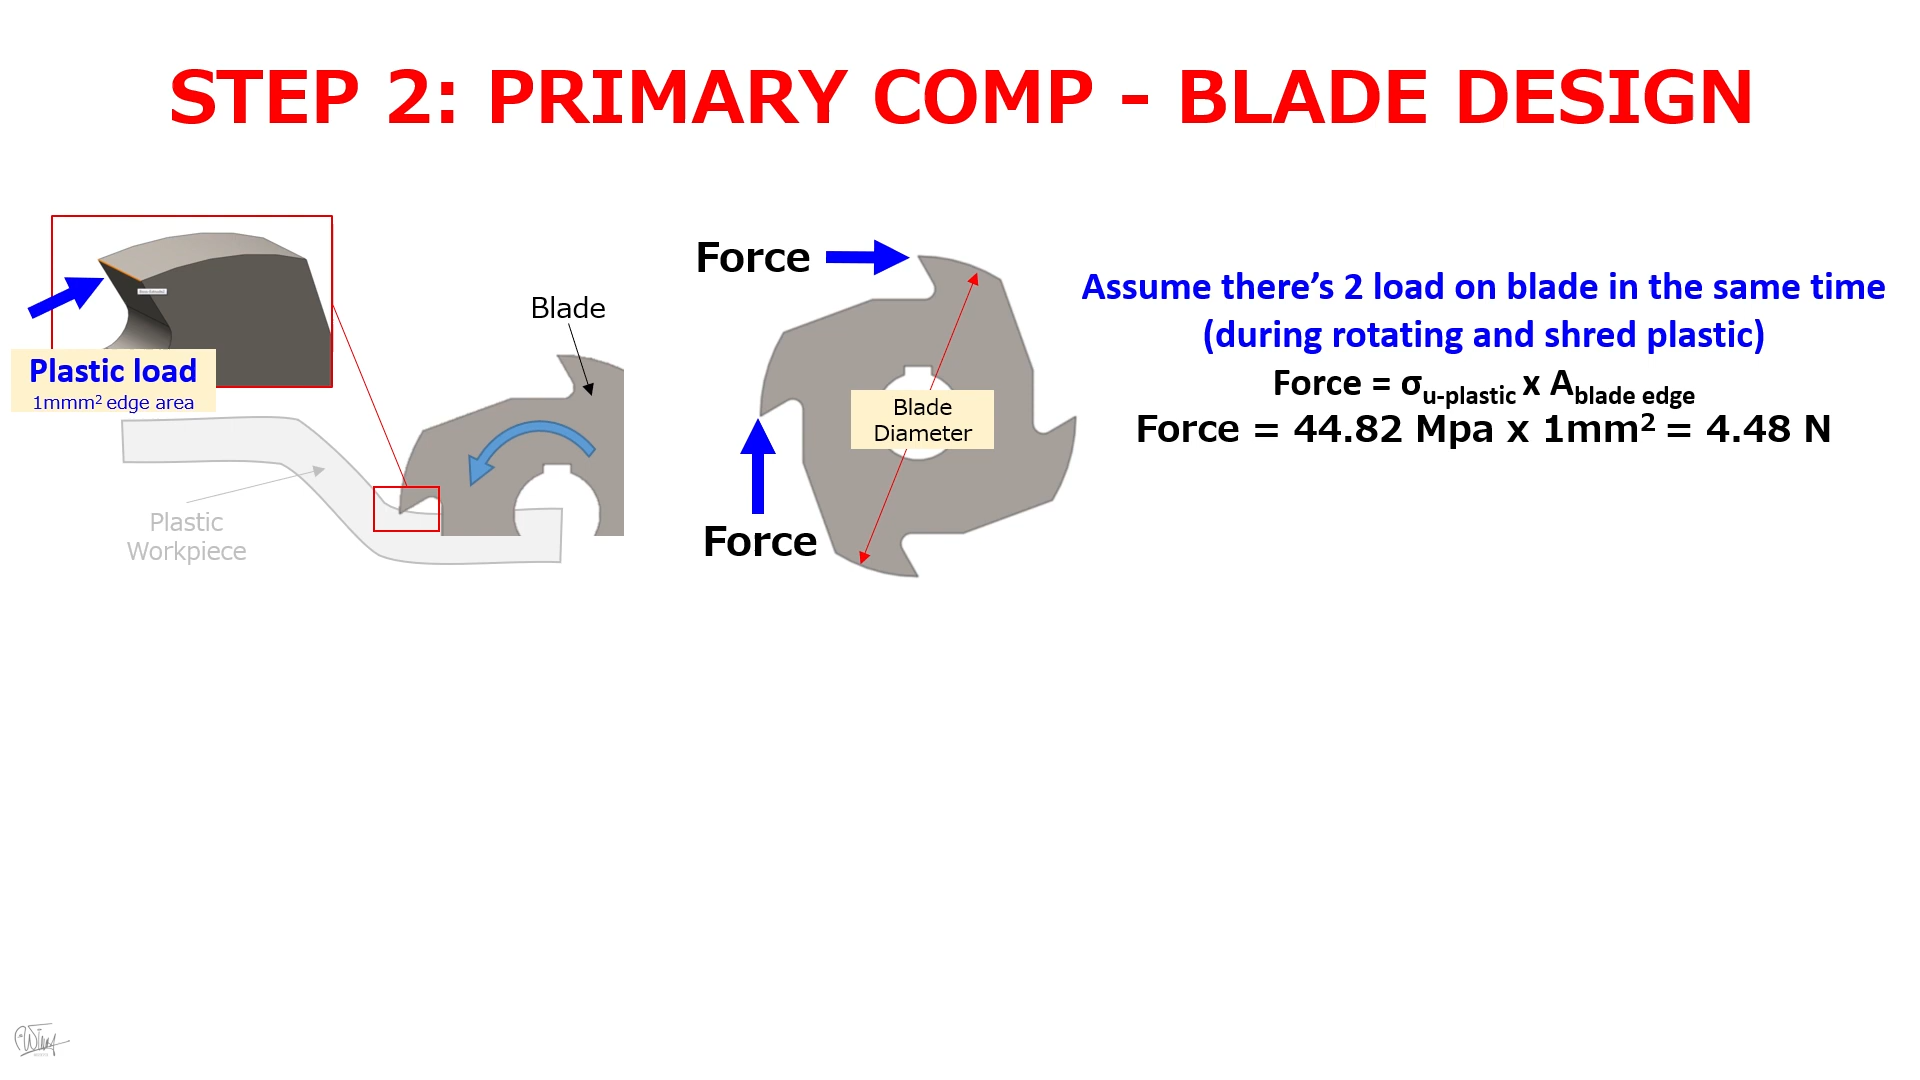 STEP 2: PRIMARY COMP - BLADE DESIGN
Plastic load
1mmm² edge area
Blade
Plastic
Workpiece
Force
Force
Blade
Diameter
Assume there’s 2 load on blade in the same time
(during rotating and shred plastic)
Force = σu-plastic x Ablade edge
Force = 44.82 Mpa x 1mm² = 4.48 N